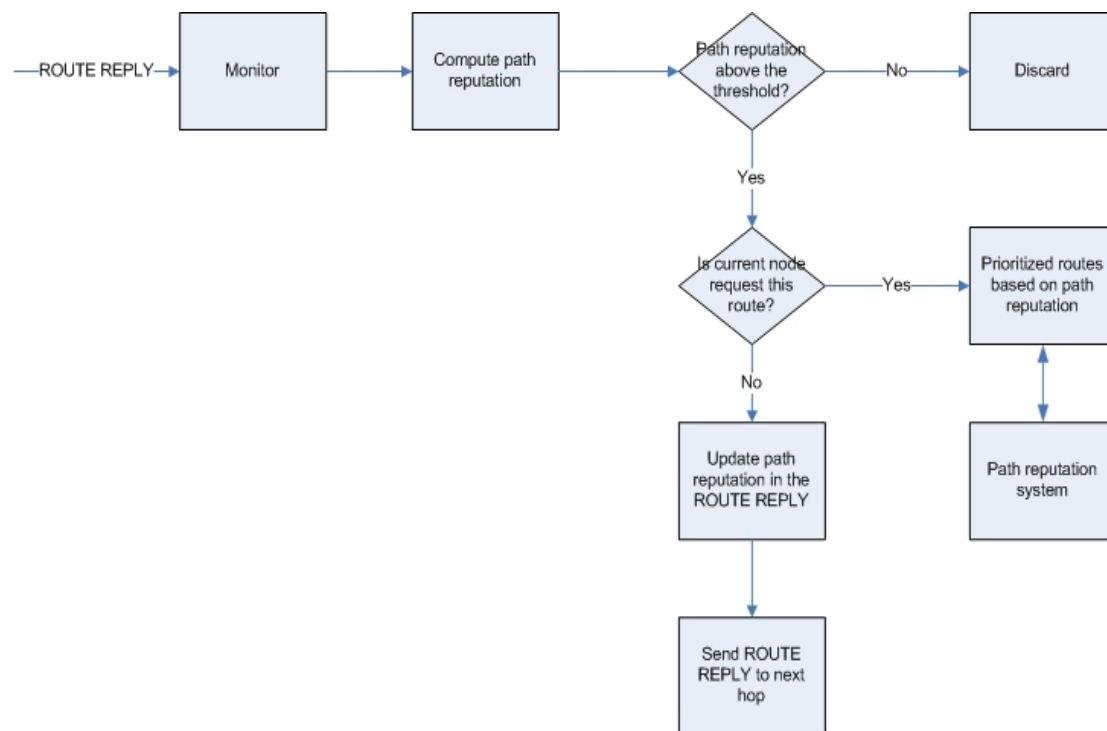 ROUTE REPLY
Monitor
Compute path
reputation
Path reputation
above the
threshold?
No
Discard
Yes
Is current node
request this
route?
Yes
Prioritized routes
based on path
reputation
No
Update path
reputation in the
ROUTE REPLY
Path reputation
system
Send ROUTE
REPLY to next
hop